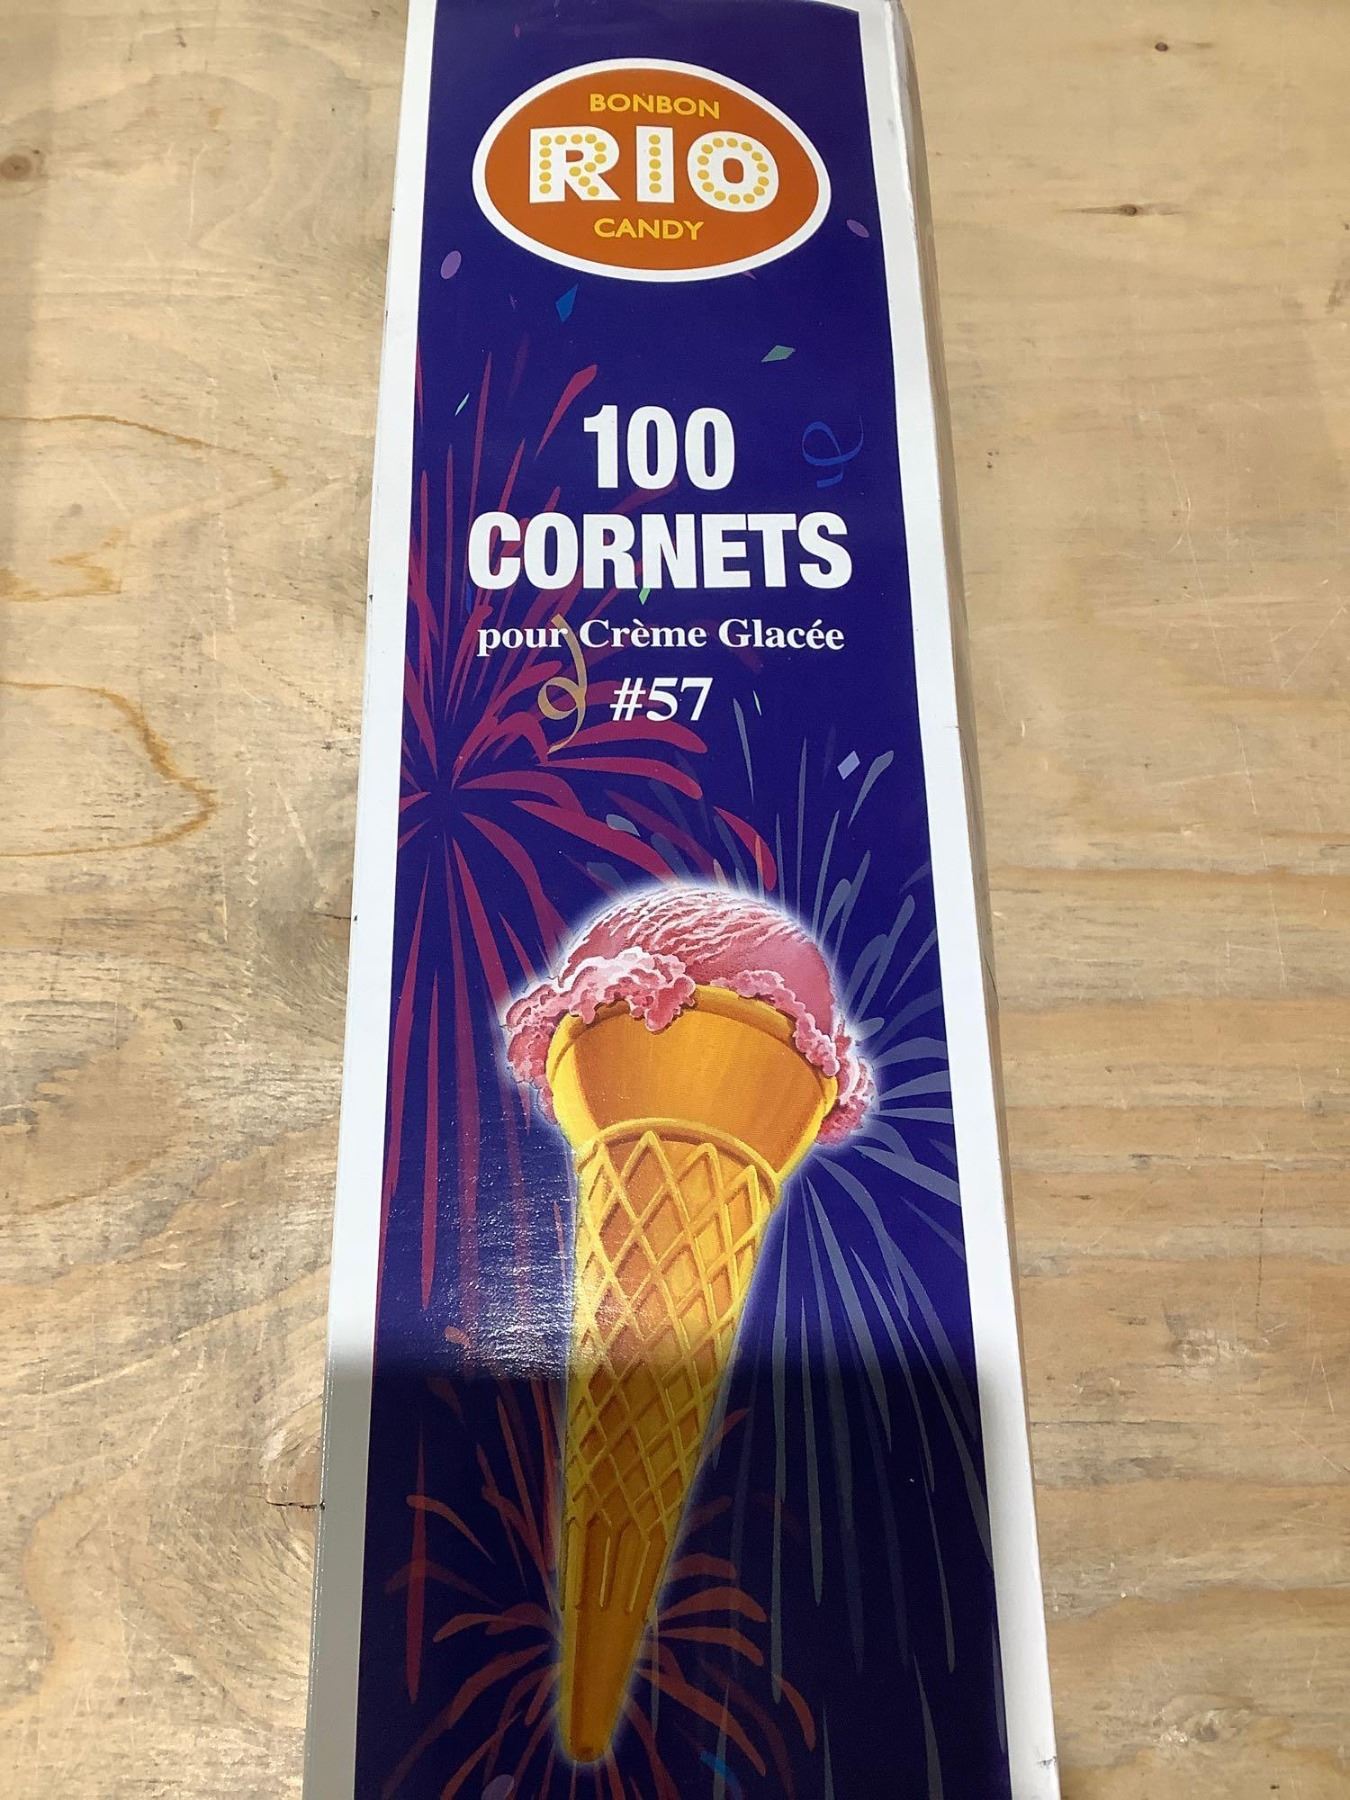 BONBON
RIO
CANDY
100
CORNETS
pour Crème Glacée
#57